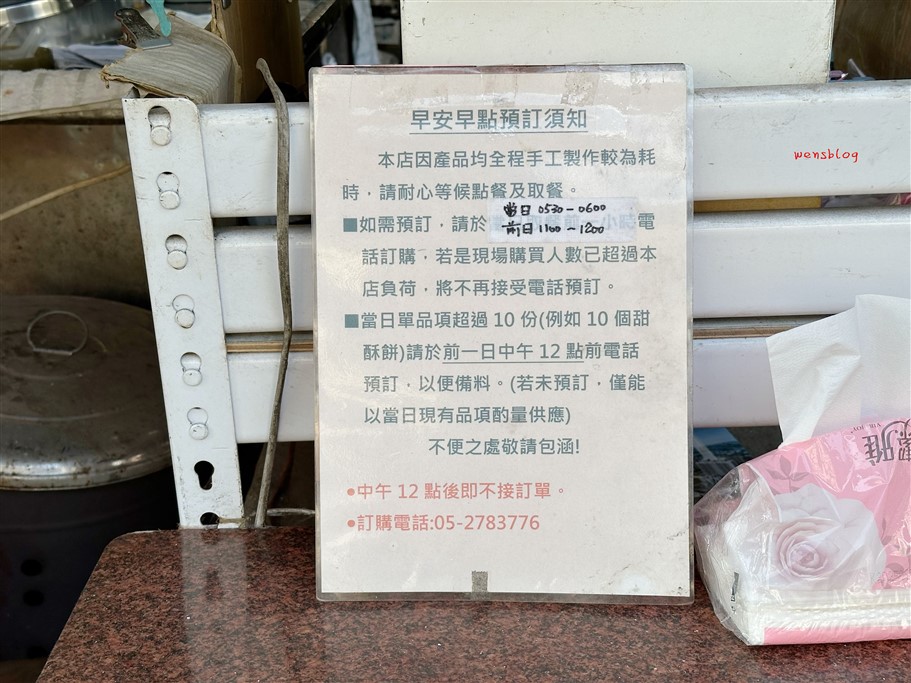 早安早點預訂須知
wensblog
本店因產品均全程手工製作較為耗
時，請耐心等候點餐及取餐。
當日 0530-0600
■如需預訂，請於 前日 1100～1200 電
話訂購，若是現場購買人數已超過本
店負荷，將不再接受電話預訂。
■當日單品項超過 10 份(例如 10 個甜
酥餅)請於前一日中午 12 點前電話
預訂，以便備料。(若未預訂，僅能
以當日現有品項酌量供應)
不便之處敬請包涵!
●中午 12 點後即不接訂單。
●訂購電話:05-2783776
雅